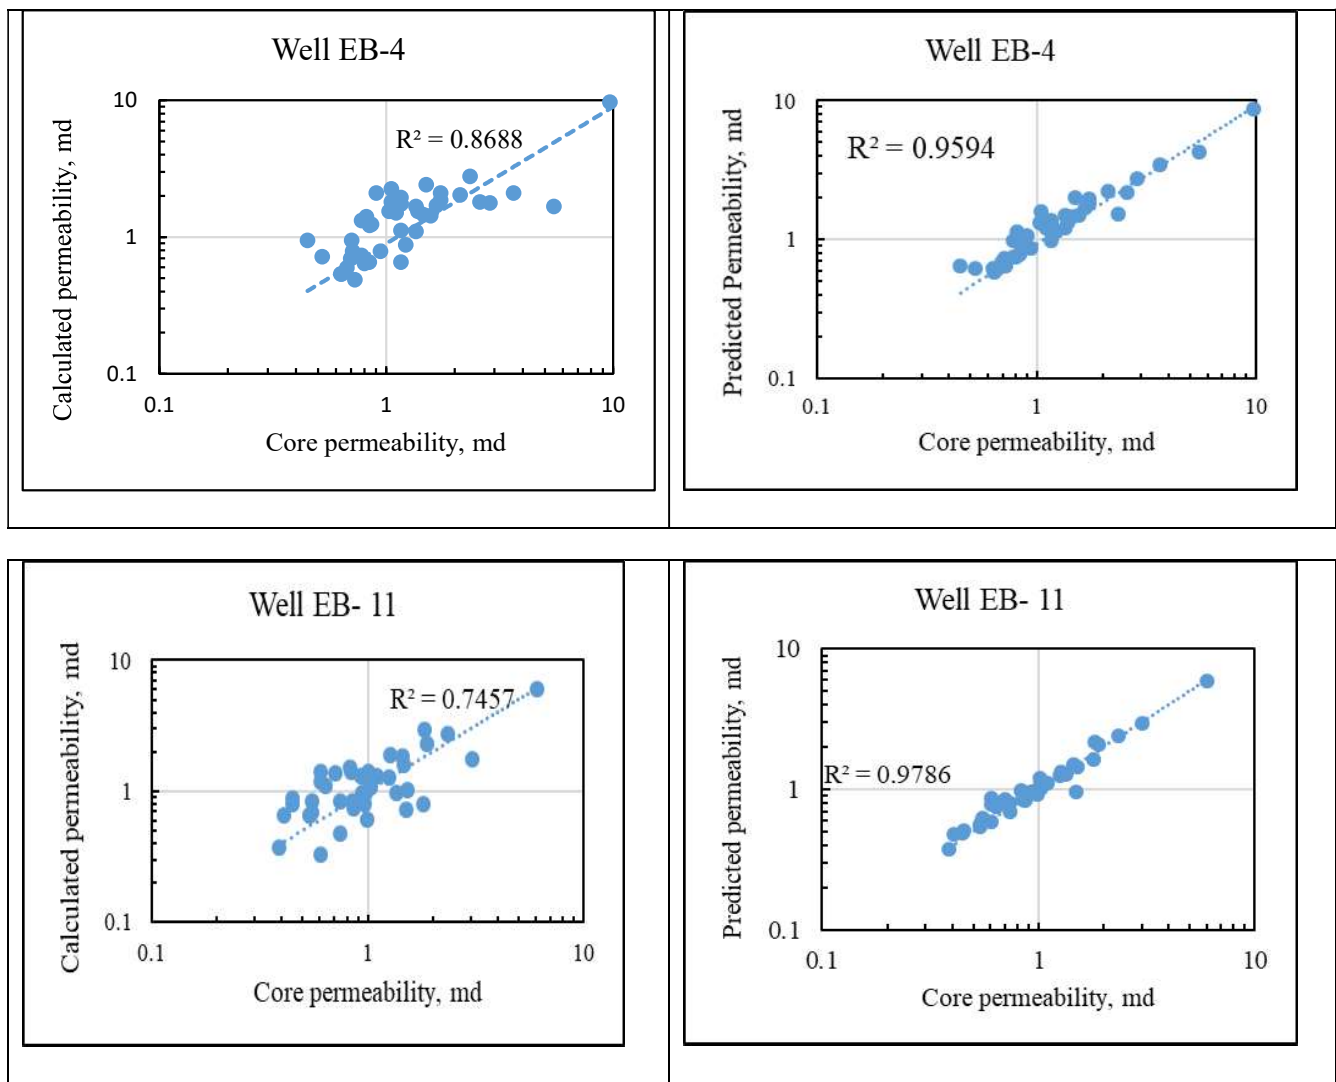 Well EB-4
Calculated permeability, md
10
1
0.1
R² = 0.8688
0.1 1 10
Core permeability, md
Well EB-4
Predicted Permeability, md
10
1
0.1
R² = 0.9594
0.1 1 10
Core permeability, md
Well EB- 11
Calculated permeability, md
10
1
0.1
R² = 0.7457
0.1 1 10
Core permeability, md
Well EB- 11
Predicted permeability, md
10
1
0.1
R² = 0.9786
0.1 1 10
Core permeability, md